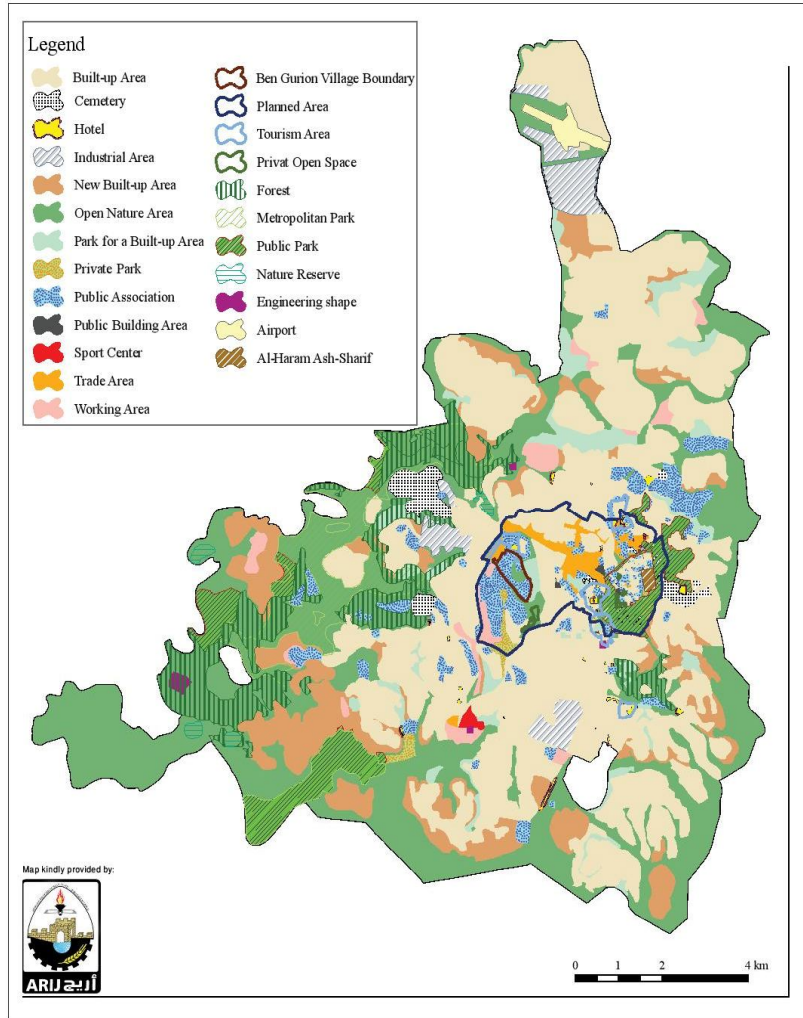 Legend
Built-up Area
Cemetery
Hotel
Industrial Area
New Built-up Area
Open Nature Area
Park for a Built-up Area
Private Park
Public Association
Public Building Area
Sport Center
Trade Area
Working Area
Ben Gurion Village Boundary
Planned Area
Tourism Area
Privat Open Space
Forest
Metropolitan Park
Public Park
Nature Reserve
Engineering shape
Airport
Al-Haram Ash-Sharif
Map kindly provided by:
ARIJ أريج
0 1 2 4 km